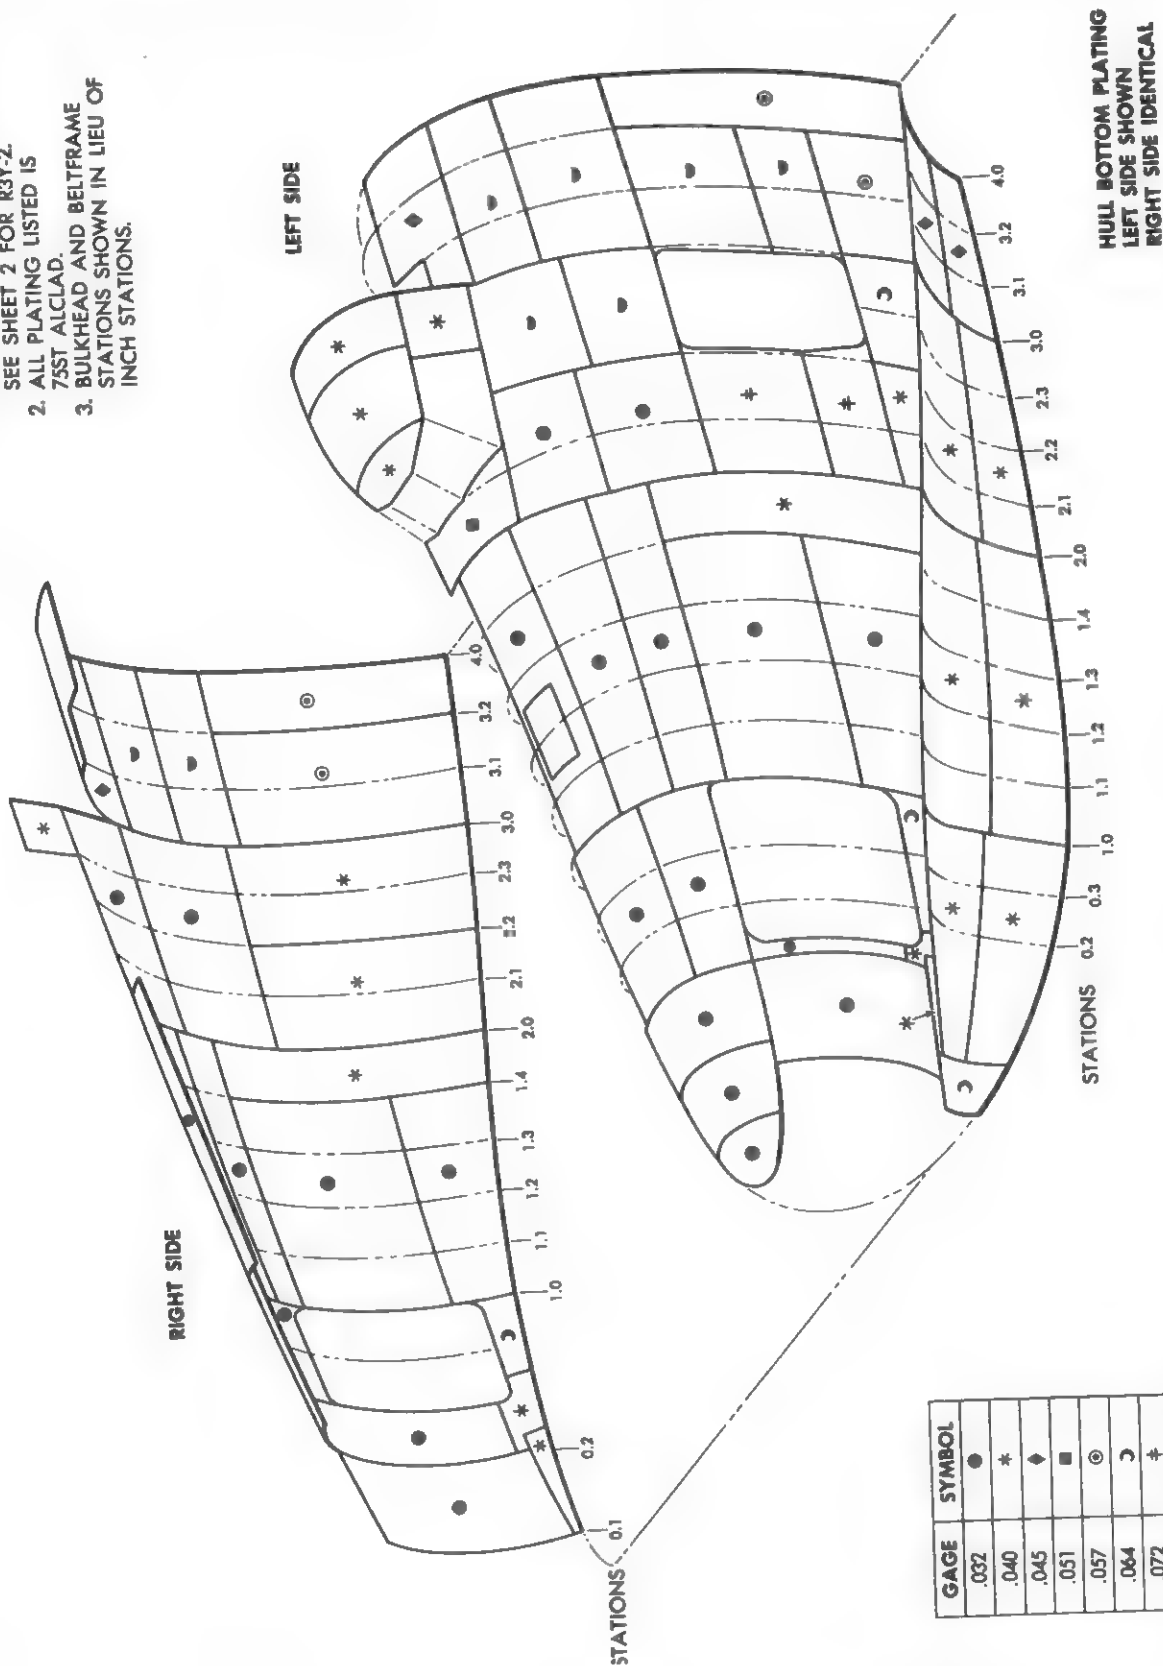 SEE SHEET 2 FOR R3Y-2.
2. ALL PLATING LISTED IS
75ST ALCLAD.
3. BULKHEAD AND BELTFRAME
STATIONS SHOWN IN LIEU OF
INCH STATIONS.
LEFT SIDE
RIGHT SIDE
4.0
3.2
3.1
3.0
2.3
2.1
2.0
1.4
1.3
1.2
1.1
1.0
0.2
0.1
STATIONS
4.0
3.2
3.1
3.0
2.3
2.2
2.1
2.0
1.4
1.3
1.2
1.1
1.0
0.3
0.2
STATIONS
HULL BOTTOM PLATING
LEFT SIDE SHOWN
RIGHT SIDE IDENTICAL
GAGE SYMBOL
.032 ●
.040 *
.045 ◆
.051 ■
.057 ◉
.064
.072